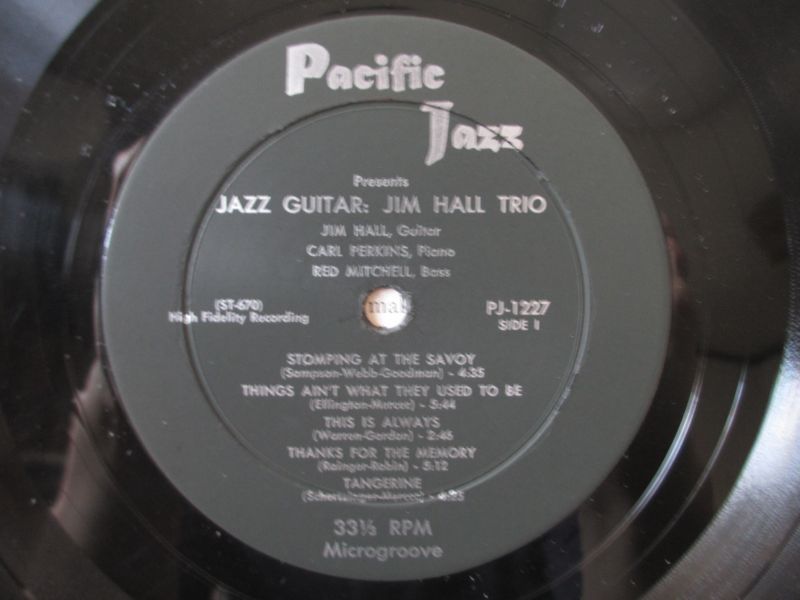 Pacific
Jazz
Presents
JAZZ GUITAR: JIM HALL TRIO
JIM HALL, Guitar
CARL PERKINS, Piano
RED MITCHELL, Bass
(ST-670)
High Fidelity Recording
PJ-1227
SIDE 1
STOMPING AT THE SAVOY
(Sampson-Webb-Goodman) - 4:35
THINGS AIN'T WHAT THEY USED TO BE
(Ellington-Mercer) - 5:44
THIS IS ALWAYS
(Warren-Gordon) - 2:45
THANKS FOR THE MEMORY
(Rainger-Robin) - 5:12
TANGERINE
(Schertzinger-Mercer) -
33⅓ RPM
Microgroove